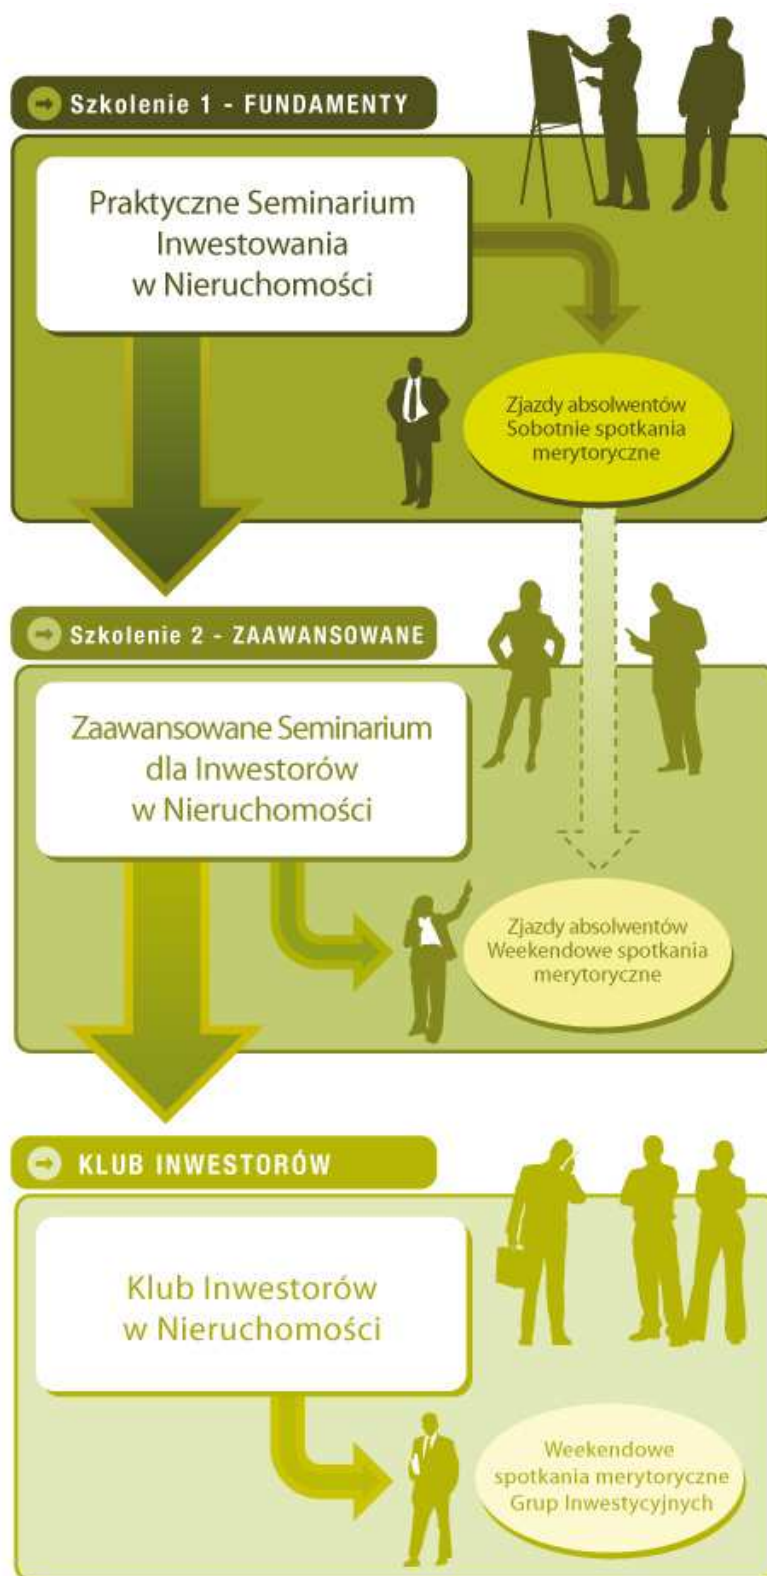 Szkolenie 1 - FUNDAMENTY
Praktyczne Seminarium
Inwestowania
w Nieruchomości
Zjazdy absolwentów
Sobotnie spotkania
merytoryczne
Szkolenie 2 - ZAAWANSOWANE
Zaawansowane Seminarium
dla Inwestorów
w Nieruchomości
Zjazdy absolwentów
Weekendowe spotkania
merytoryczne
KLUB INWESTORÓW
Klub Inwestorów
w Nieruchomości
Weekendowe
spotkania merytoryczne
Grup Inwestycyjnych